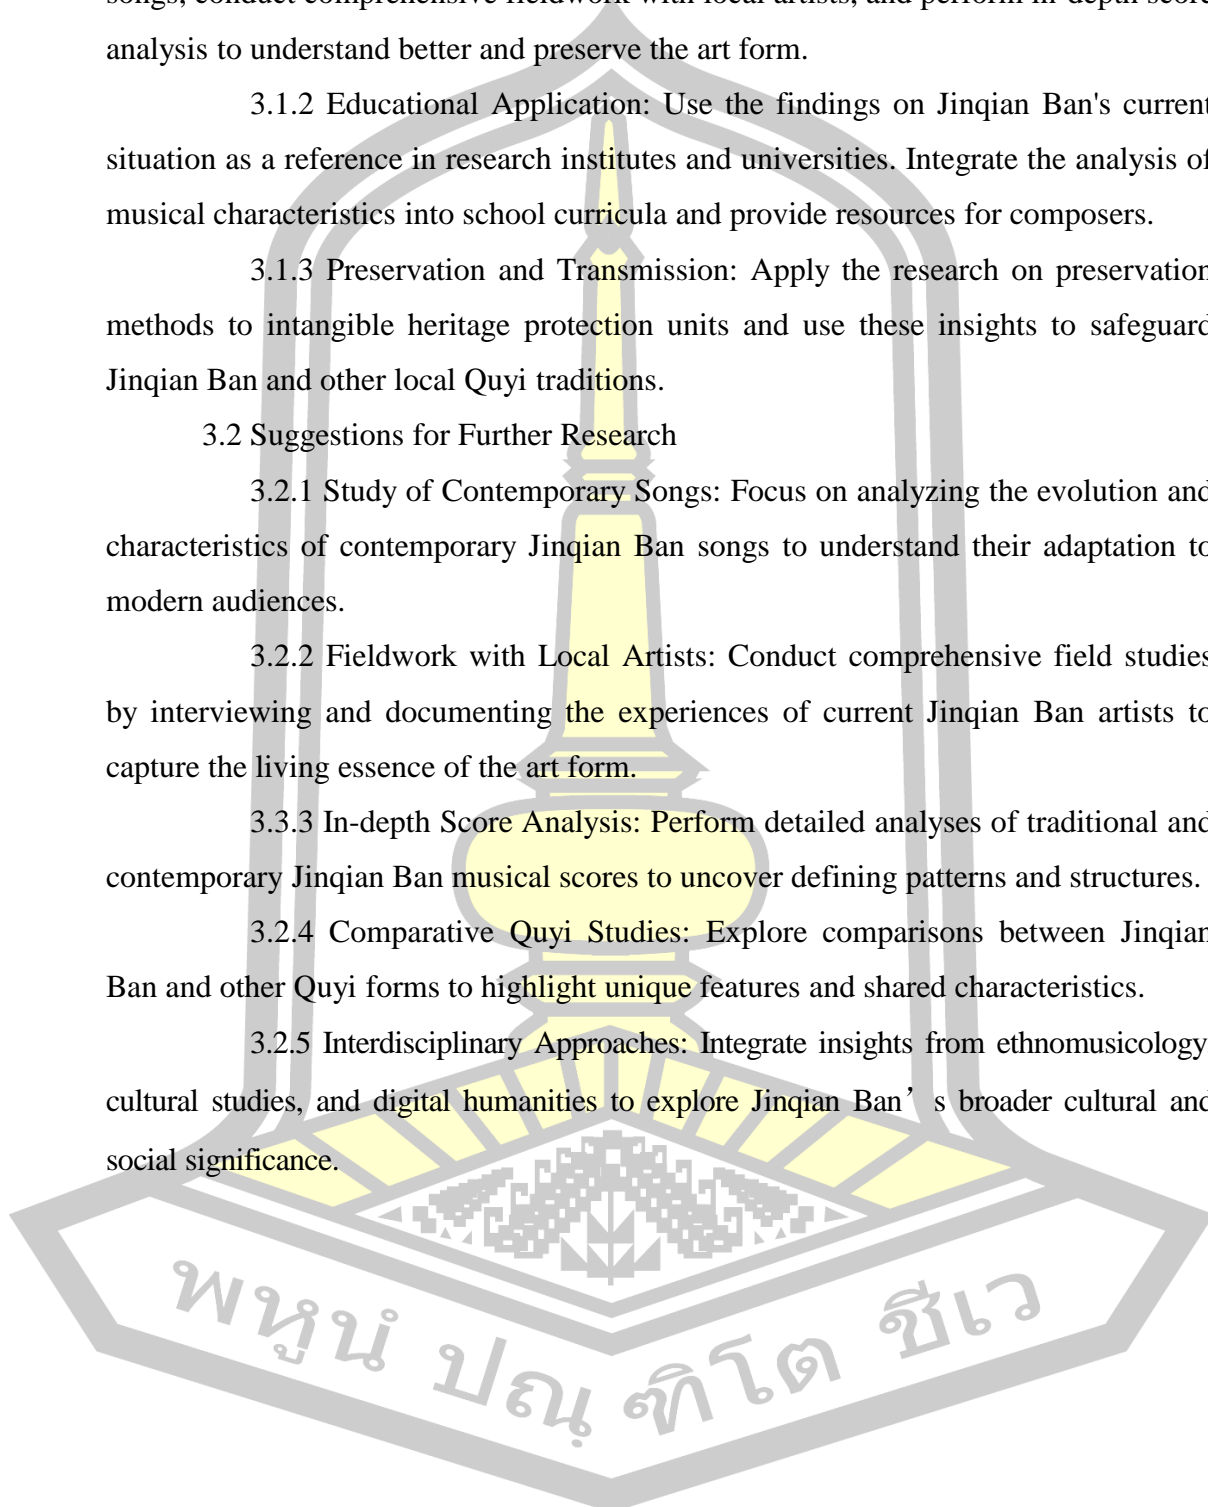 songs, conduct comprehensive fieldwork with local artists, and perform in-depth score
analysis to understand better and preserve the art form.
3.1.2 Educational Application: Use the findings on Jinqian Ban's current
situation as a reference in research institutes and universities. Integrate the analysis of
musical characteristics into school curricula and provide resources for composers.
3.1.3 Preservation and Transmission: Apply the research on preservation
methods to intangible heritage protection units and use these insights to safeguard
Jinqian Ban and other local Quyi traditions.
3.2 Suggestions for Further Research
3.2.1 Study of Contemporary Songs: Focus on analyzing the evolution and
characteristics of contemporary Jinqian Ban songs to understand their adaptation to
modern audiences.
3.2.2 Fieldwork with Local Artists: Conduct comprehensive field studies
by interviewing and documenting the experiences of current Jinqian Ban artists to
capture the living essence of the art form.
3.3.3 In-depth Score Analysis: Perform detailed analyses of traditional and
contemporary Jinqian Ban musical scores to uncover defining patterns and structures.
3.2.4 Comparative Quyi Studies: Explore comparisons between Jinqian
Ban and other Quyi forms to highlight unique features and shared characteristics.
3.2.5 Interdisciplinary Approaches: Integrate insights from ethnomusicology
cultural studies, and digital humanities to explore Jinqian Ban’ s broader cultural and
social significance.
พหูนํ ปณฺฑิโต ชีเว